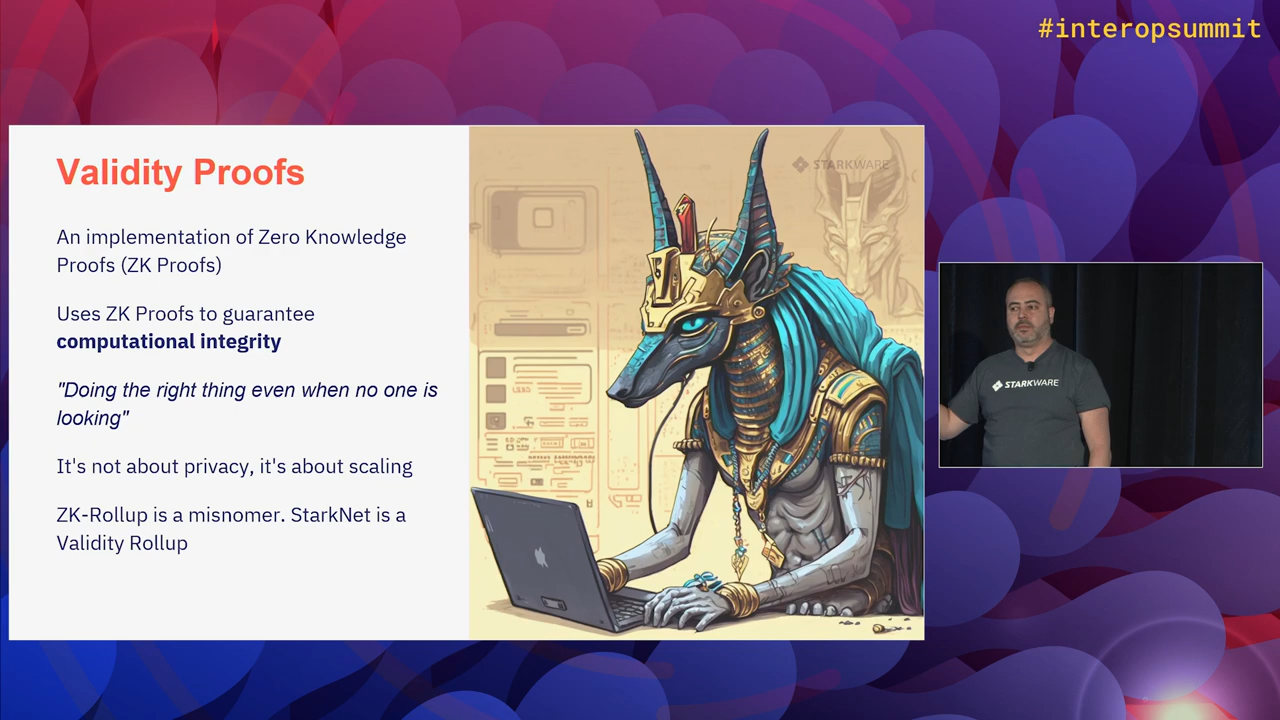 #interopsummit
Validity Proofs
An implementation of Zero Knowledge
Proofs (ZK Proofs)
Uses ZK Proofs to guarantee
computational integrity
"Doing the right thing even when no one is
looking"
It's not about privacy, it's about scaling
ZK-Rollup is a misnomer. StarkNet is a
Validity Rollup
STARKWARE
STARKWARE